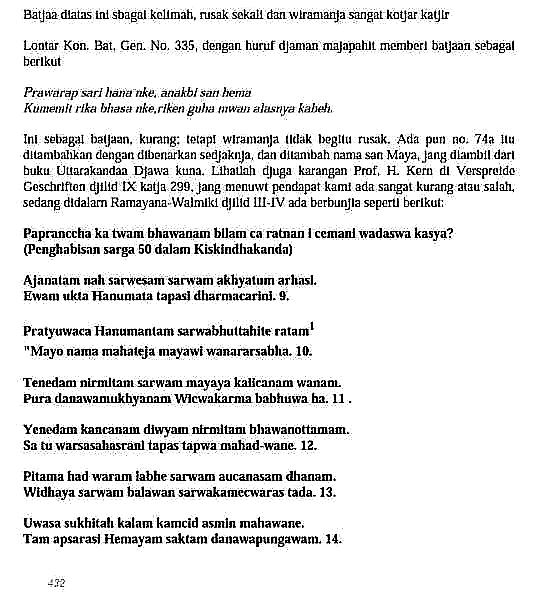 Batjaa diatas ini sbagai kelimah, rusak sekali dan wiramanja sangat kotjar katjir
Lontar Kon. Bat, Gen. No. 335, dengan huruf djaman majapahit memberi batjaan sebagai
berikut
Prawarap sari hana nke, anakbi san hema
Kumemit rika bhasa nke,riken guha mwan alasnya kabeh.
Ini sebagai batjaan, kurang; tetapi wiramanja tidak begitu rusak. Ada pun no. 74a itu
ditambahkan dengan dibenarkan sedjaknja, dan ditambah nama san Maya, jang diambil dari
buku Uttarakandaa Djawa kuna. Lihatlah djuga karangan Prof, H. Kern di Verspreide
Geschriften djilid IX katja 299, jang menuwt pendapat kami ada sangat kurang atau salah,
sedang didalam Ramayana-Walmiki djilid III-IV ada berbunjia seperti berikut:
Papranccha ka twam bhawanam bilam ca ratnan i cemani wadaswa kasya?
(Penghabisan sarga 50 dalam Kiskindhakanda)
Ajanatam nah sarwesam sarwam akhyatum arhasi.
Ewam ukta Hanumata tapasi dharmacarini. 9.
Pratyuwaca Hanumantam sarwabhuttahite ratam1
"Mayo nama mahateja mayawi wanararsabha. 10.
Tenedam nirmitam sarwam mayaya kalicanam wanam.
Pura danawamukhyanam Wicwakarma babhuwa ha. 11 .
Yenedam kancanam diwyam nirmitam bhawanottamam.
Sa tu warsasahasrani tapas tapwa mahad-wane. 12.
Pitama had waram labhe sarwam aucanasam dhanam.
Widhaya sarwam balawan sarwakamecwaras tada. 13.
Uwasa sukhitah kalam kamcid asmin mahawane.
Tam apsarasi Hemayam saktam danawapungawam. 14.
432